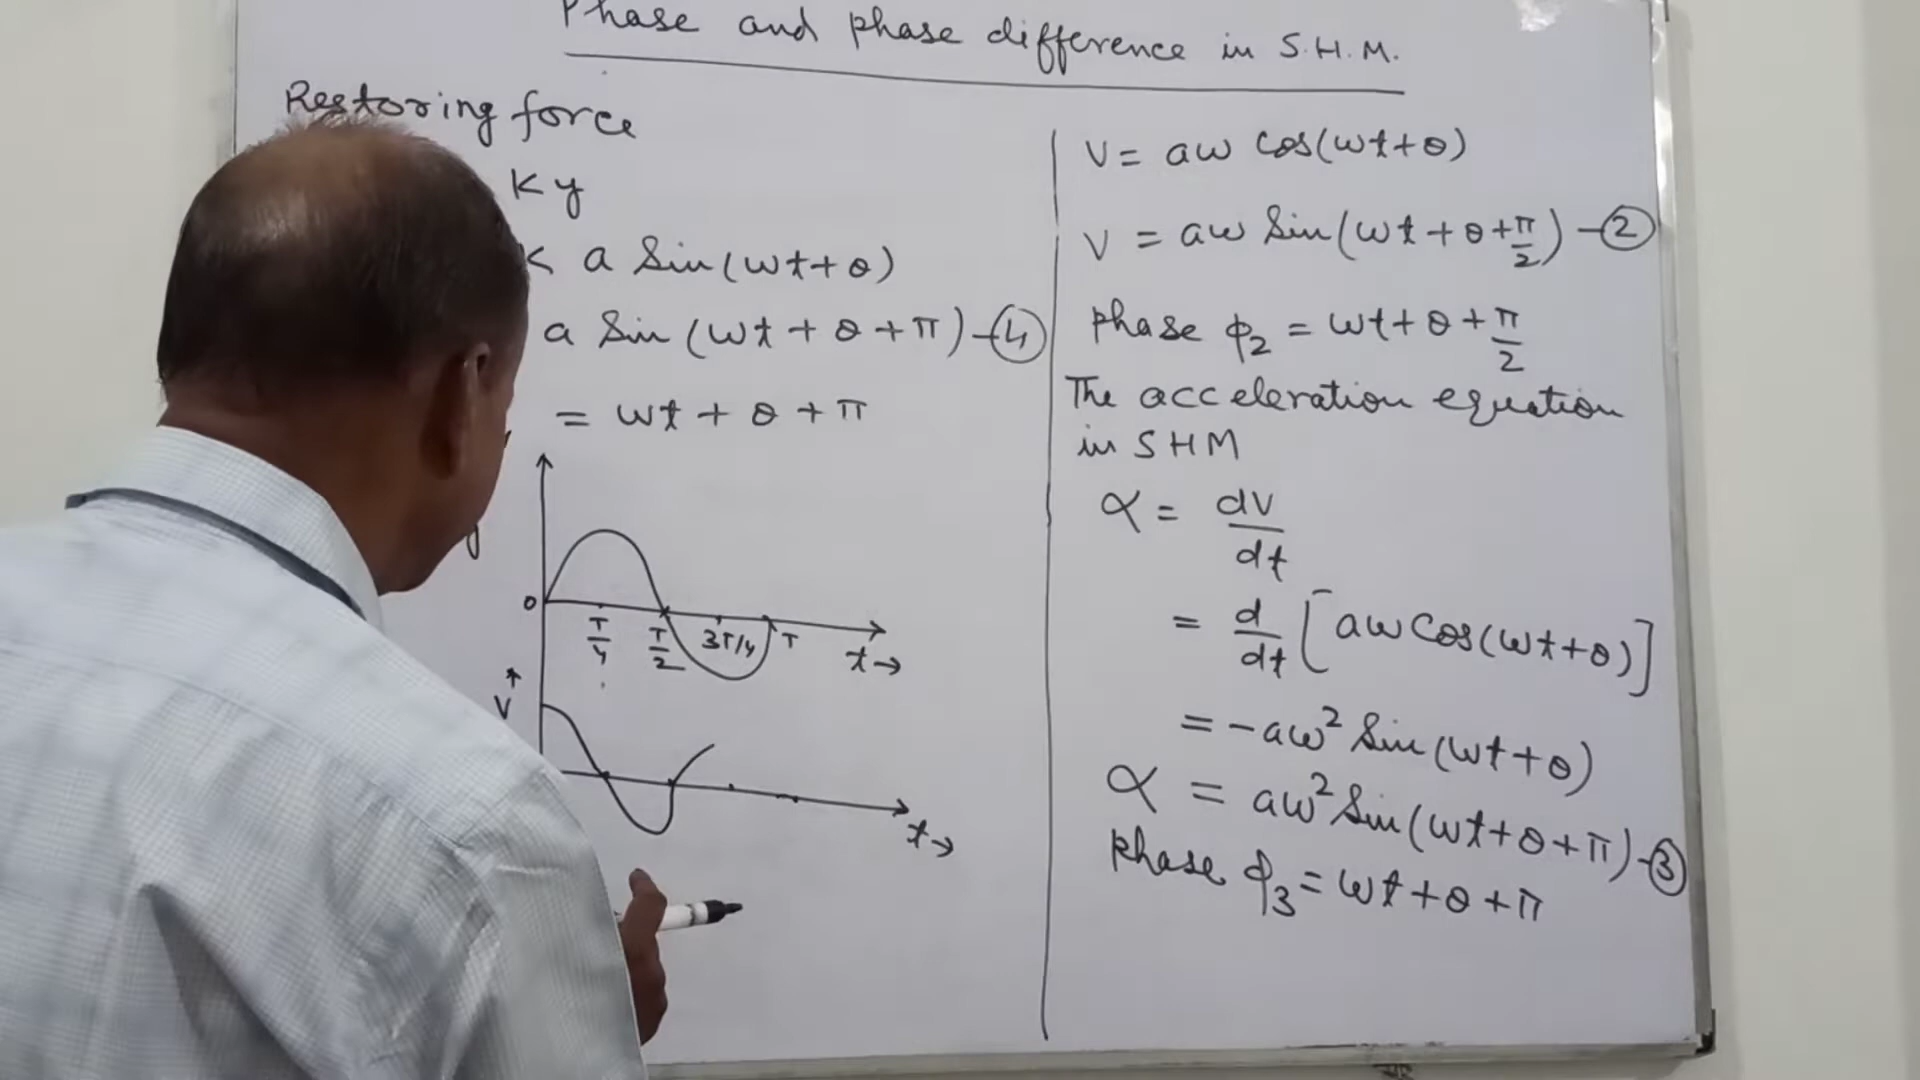 Phase and phase difference in S.H.M.
Restoring force
Ky
K a Sin(ωt+θ)
a Sin (ωt + θ + π) -④
= ωt + θ + π
y
0
T/4 T/2 3T/4 T
t→
V
t→
V = aω Cos(ωt+θ)
V = aω Sin(ωt + θ + π/2) -②
Phase ϕ₂ = ωt + θ + π/2
The acceleration equation
in SHM
α = dV/dt
= d/dt [aω Cos(ωt+θ)]
= -aω² Sin(ωt+θ)
α = aω² Sin(ωt+θ+π) -③
Phase ϕ₃ = ωt + θ + π